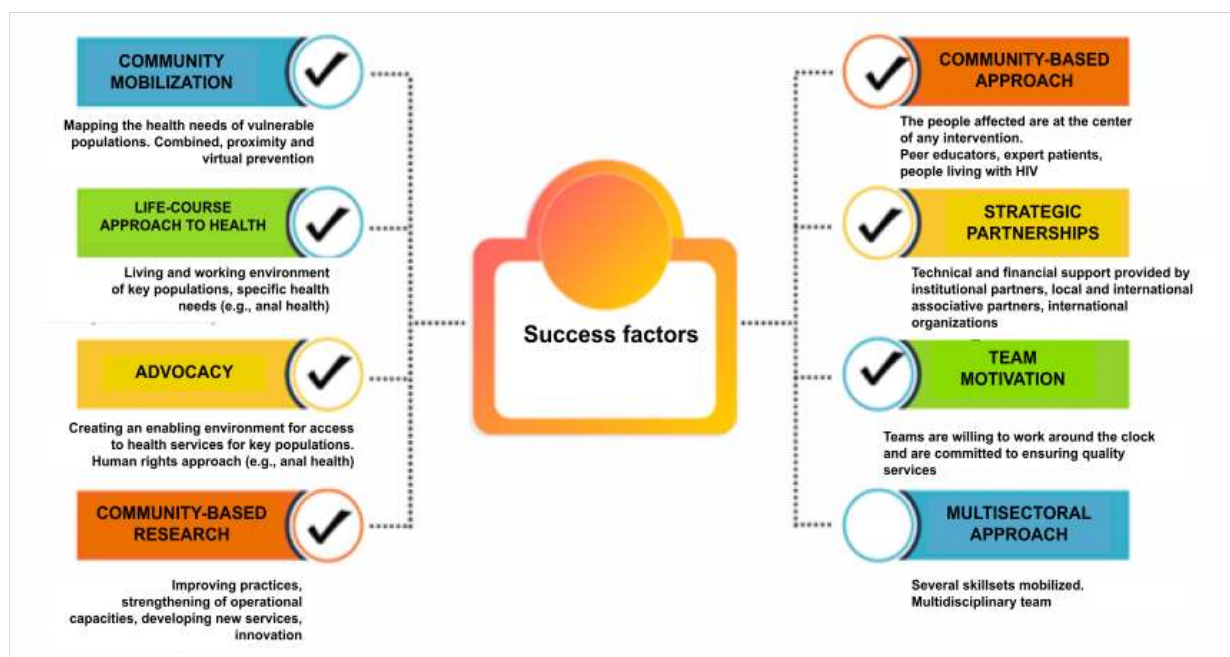 COMMUNITY
MOBILIZATION
Mapping the health needs of vulnerable
populations. Combined, proximity and
virtual prevention
LIFE-COURSE
APPROACH TO HEALTH
Living and working environment
of key populations, specific health
needs (e.g., anal health)
ADVOCACY
Creating an enabling environment for access
to health services for key populations.
Human rights approach (e.g., anal health)
COMMUNITY-BASED
RESEARCH
Improving practices,
strengthening of operational
capacities, developing new services,
innovation
Success factors
COMMUNITY-BASED
APPROACH
The people affected are at the center
of any intervention.
Peer educators, expert patients,
people living with HIV
STRATEGIC
PARTNERSHIPS
Technical and financial support provided by
institutional partners, local and international
associative partners, international
organizations
TEAM
MOTIVATION
Teams are willing to work around the clock
and are committed to ensuring quality
services
MULTISECTORAL
APPROACH
Several skillsets mobilized.
Multidisciplinary team